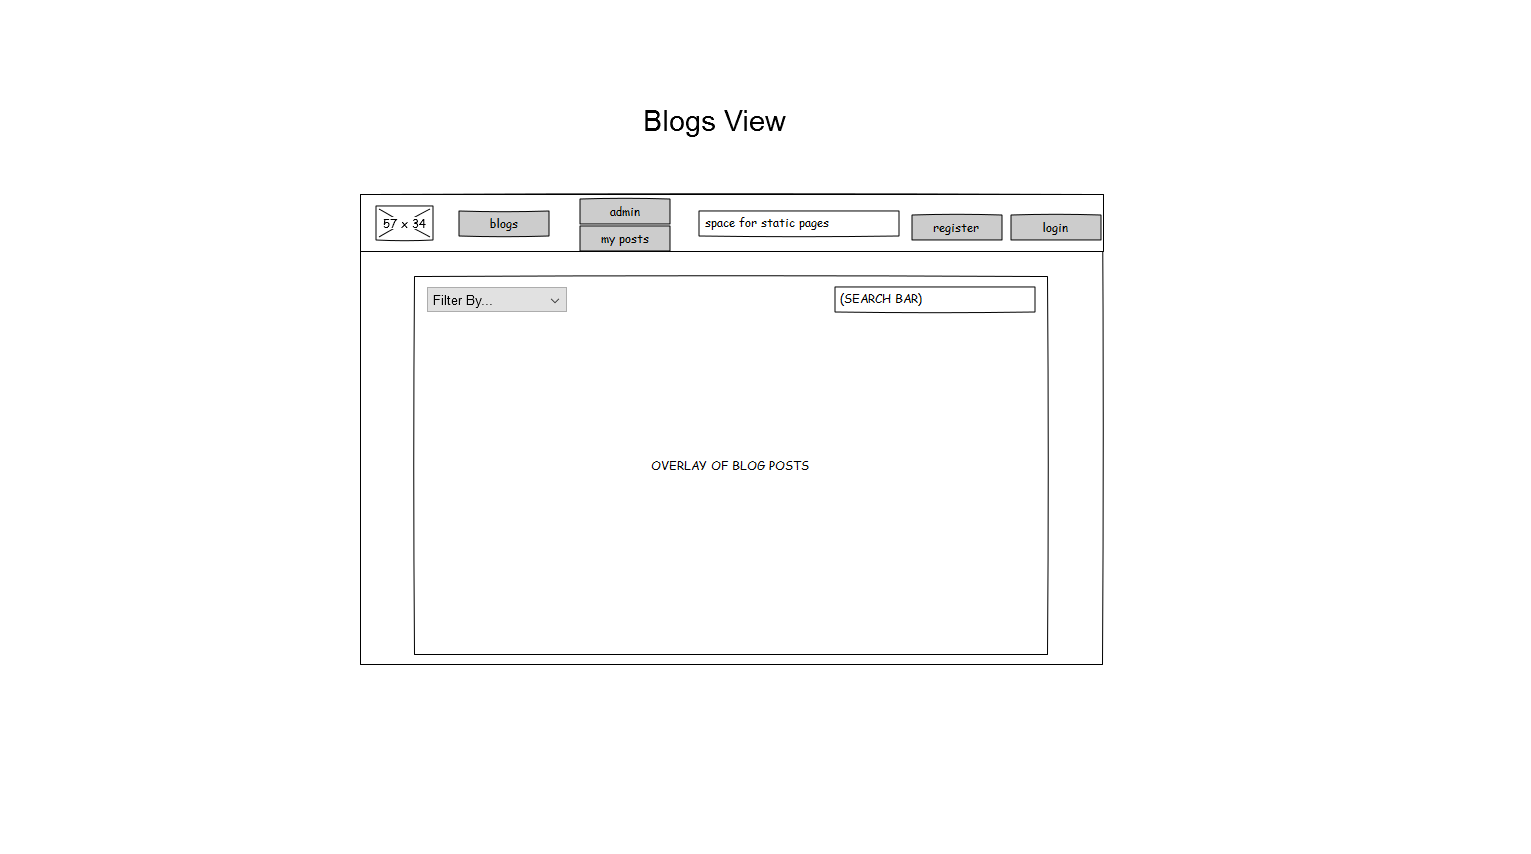 Blogs View
57 x 34
blogs
admin
my posts
space for static pages
register
login
Filter By...
(SEARCH BAR)
OVERLAY OF BLOG POSTS